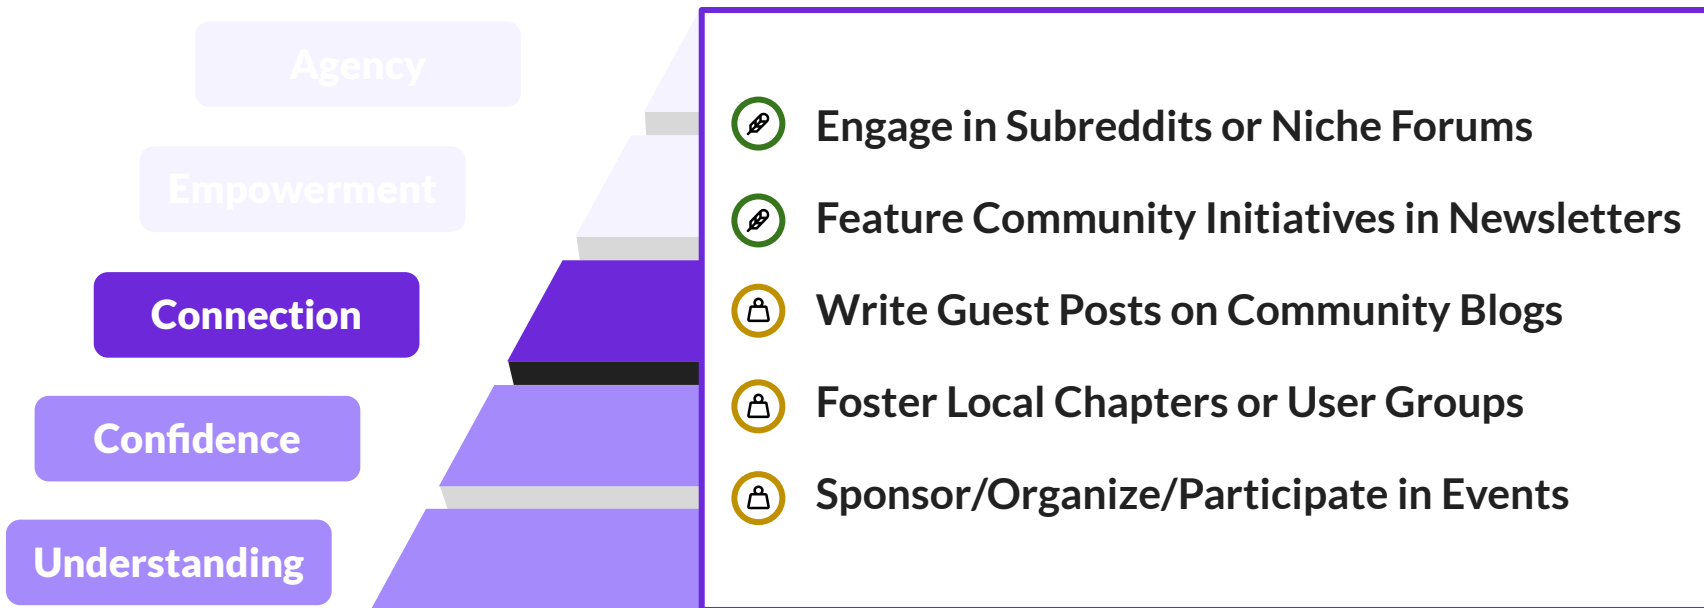 Agency
Empowerment
Connection
Confidence
Understanding
Engage in Subreddits or Niche Forums
Feature Community Initiatives in Newsletters
Write Guest Posts on Community Blogs
Foster Local Chapters or User Groups
Sponsor/Organize/Participate in Events